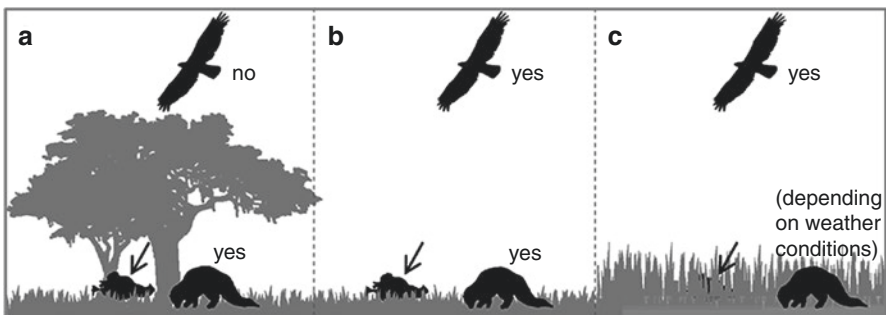 a
no
yes
b
yes
yes
c
yes
(depending
on weather
conditions)